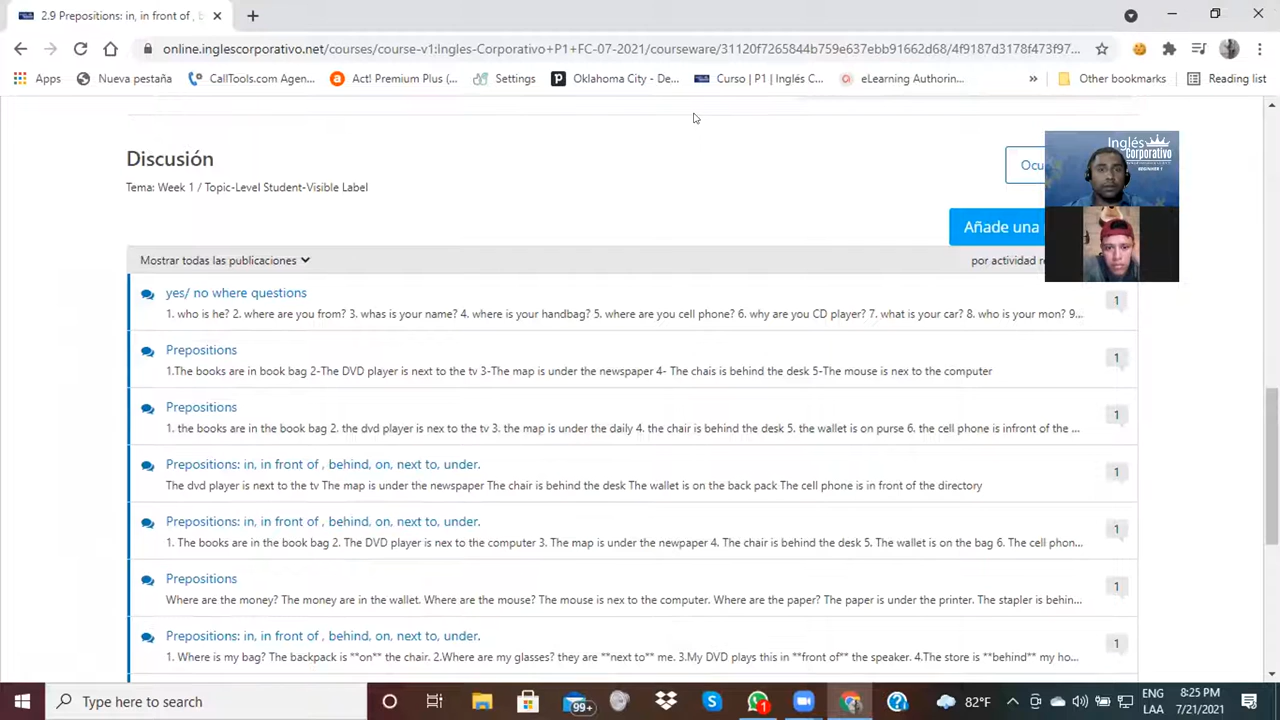 2.9 Prepositions: in, in front of , b
online.inglescorporativo.net/courses/course-v1:Ingles-Corporativo+P1+FC-07-2021/courseware/31120f7265844b759e637ebb91662d68/4f9187d3178f473f97...
Apps Nueva pestaña CallTools.com Agen... Act! Premium Plus (... Settings Oklahoma City - De... Curso | P1 | Inglés C... eLearning Authorin... » Other bookmarks Reading list
Discusión
Ocu
Inglés
Corporativo
BEGINNER 1
Tema: Week 1 / Topic-Level Student-Visible Label
Añade una
Mostrar todas las publicaciones
por actividad re
yes/ no where questions
1. who is he? 2. where are you from? 3. whas is your name? 4. where is your handbag? 5. where are you cell phone? 6. why are you CD player? 7. what is your car? 8. who is your mon? 9...
1
Prepositions
1.The books are in book bag 2-The DVD player is next to the tv 3-The map is under the newspaper 4- The chais is behind the desk 5-The mouse is nex to the computer
1
Prepositions
1. the books are in the book bag 2. the dvd player is nex to the tv 3. the map is under the daily 4. the chair is behind the desk 5. the wallet is on purse 6. the cell phone is infront of the ...
1
Prepositions: in, in front of , behind, on, next to, under.
The dvd player is next to the tv The map is under the newspaper The chair is behind the desk The wallet is on the back pack The cell phone is in front of the directory
1
Prepositions: in, in front of , behind, on, next to, under.
1. The books are in the book bag 2. The DVD player is nex to the computer 3. The map is under the newpaper 4. The chair is behind the desk 5. The wallet is on the bag 6. The cell phon...
1
Prepositions
Where are the money? The money are in the wallet. Where are the mouse? The mouse is nex to the computer. Where are the paper? The paper is under the printer. The stapler is behin...
1
Prepositions: in, in front of , behind, on, next to, under.
1. Where is my bag? The backpack is **on** the chair. 2.Where are my glasses? they are **next to** me. 3.My DVD plays this in **front of** the speaker. 4.The store is **behind** my ho...
1
Type here to search
99+
1
82°F
ENG
LAA
8:25 PM
7/21/2021